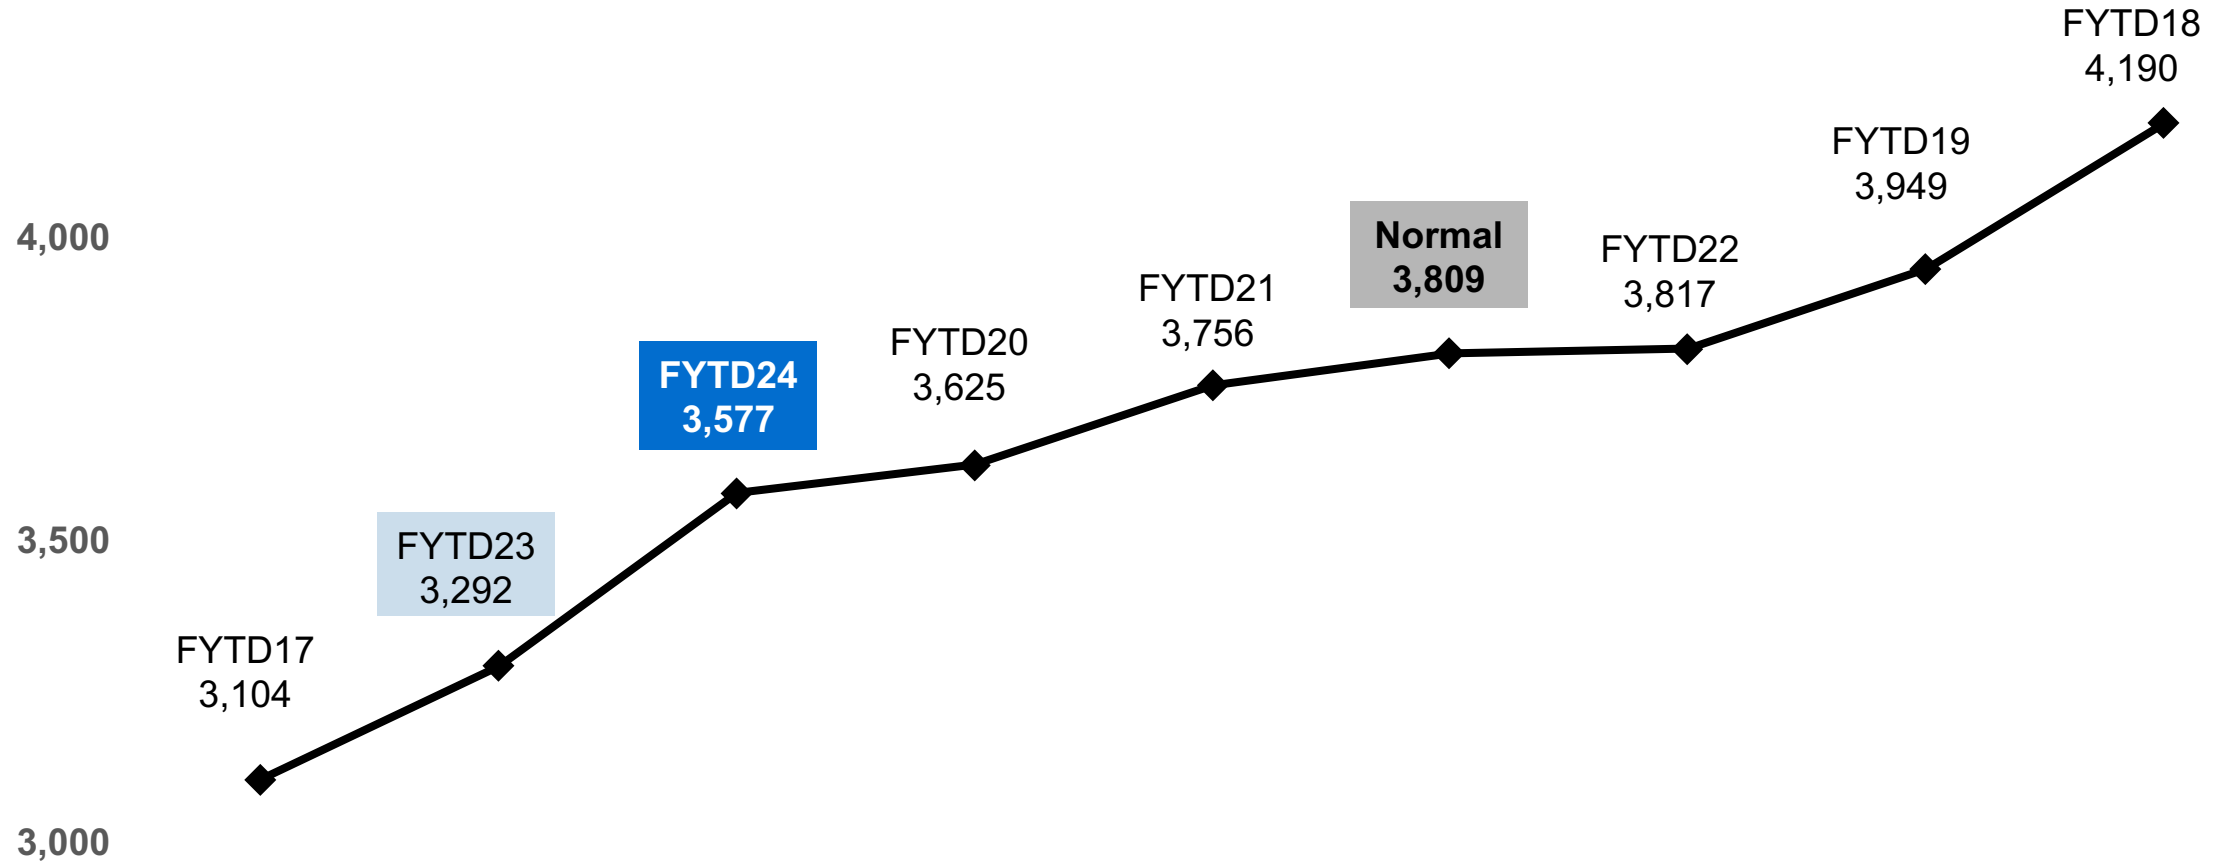 FYTD18
4,190
FYTD19
3,949
4,000
Normal
3,809
FYTD22
3,817
FYTD21
3,756
FYTD20
3,625
FYTD24
3,577
3,500
FYTD23
3,292
FYTD17
3,104
3,000